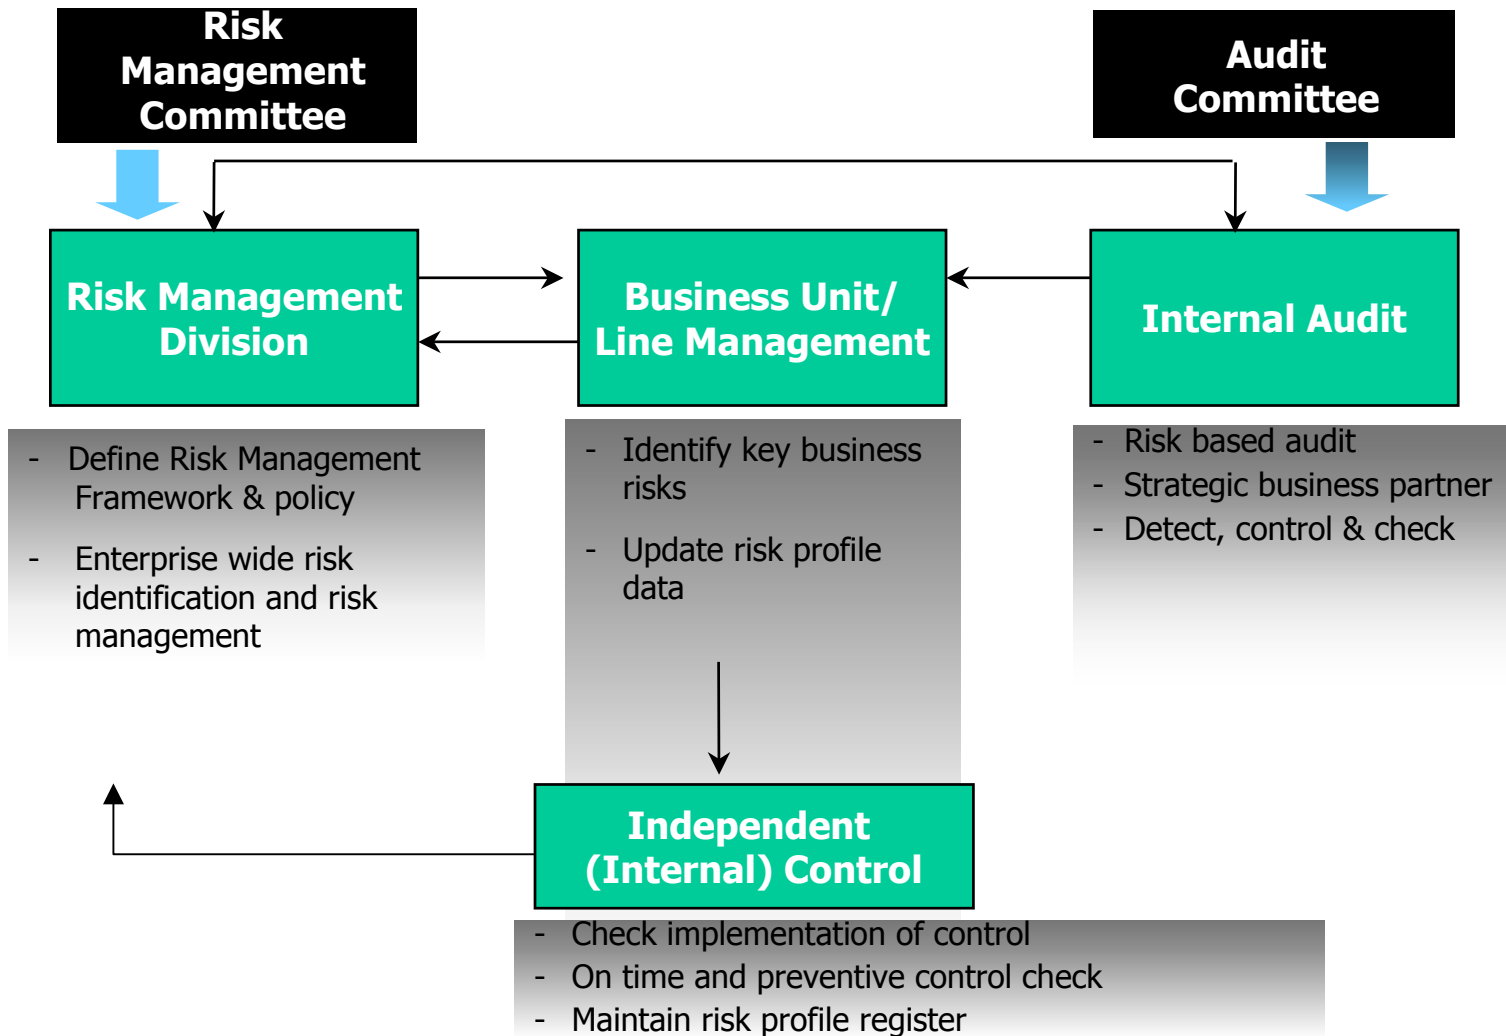 Risk
Management
Committee
Audit
Committee
Risk Management
Division
Business Unit/
Line Management
Internal Audit
- Define Risk Management
Framework & policy
- Enterprise wide risk
identification and risk
management
- Identify key business
risks
- Update risk profile
data
- Risk based audit
- Strategic business partner
- Detect, control & check
Independent
(Internal) Control
- Check implementation of control
- On time and preventive control check
- Maintain risk profile register